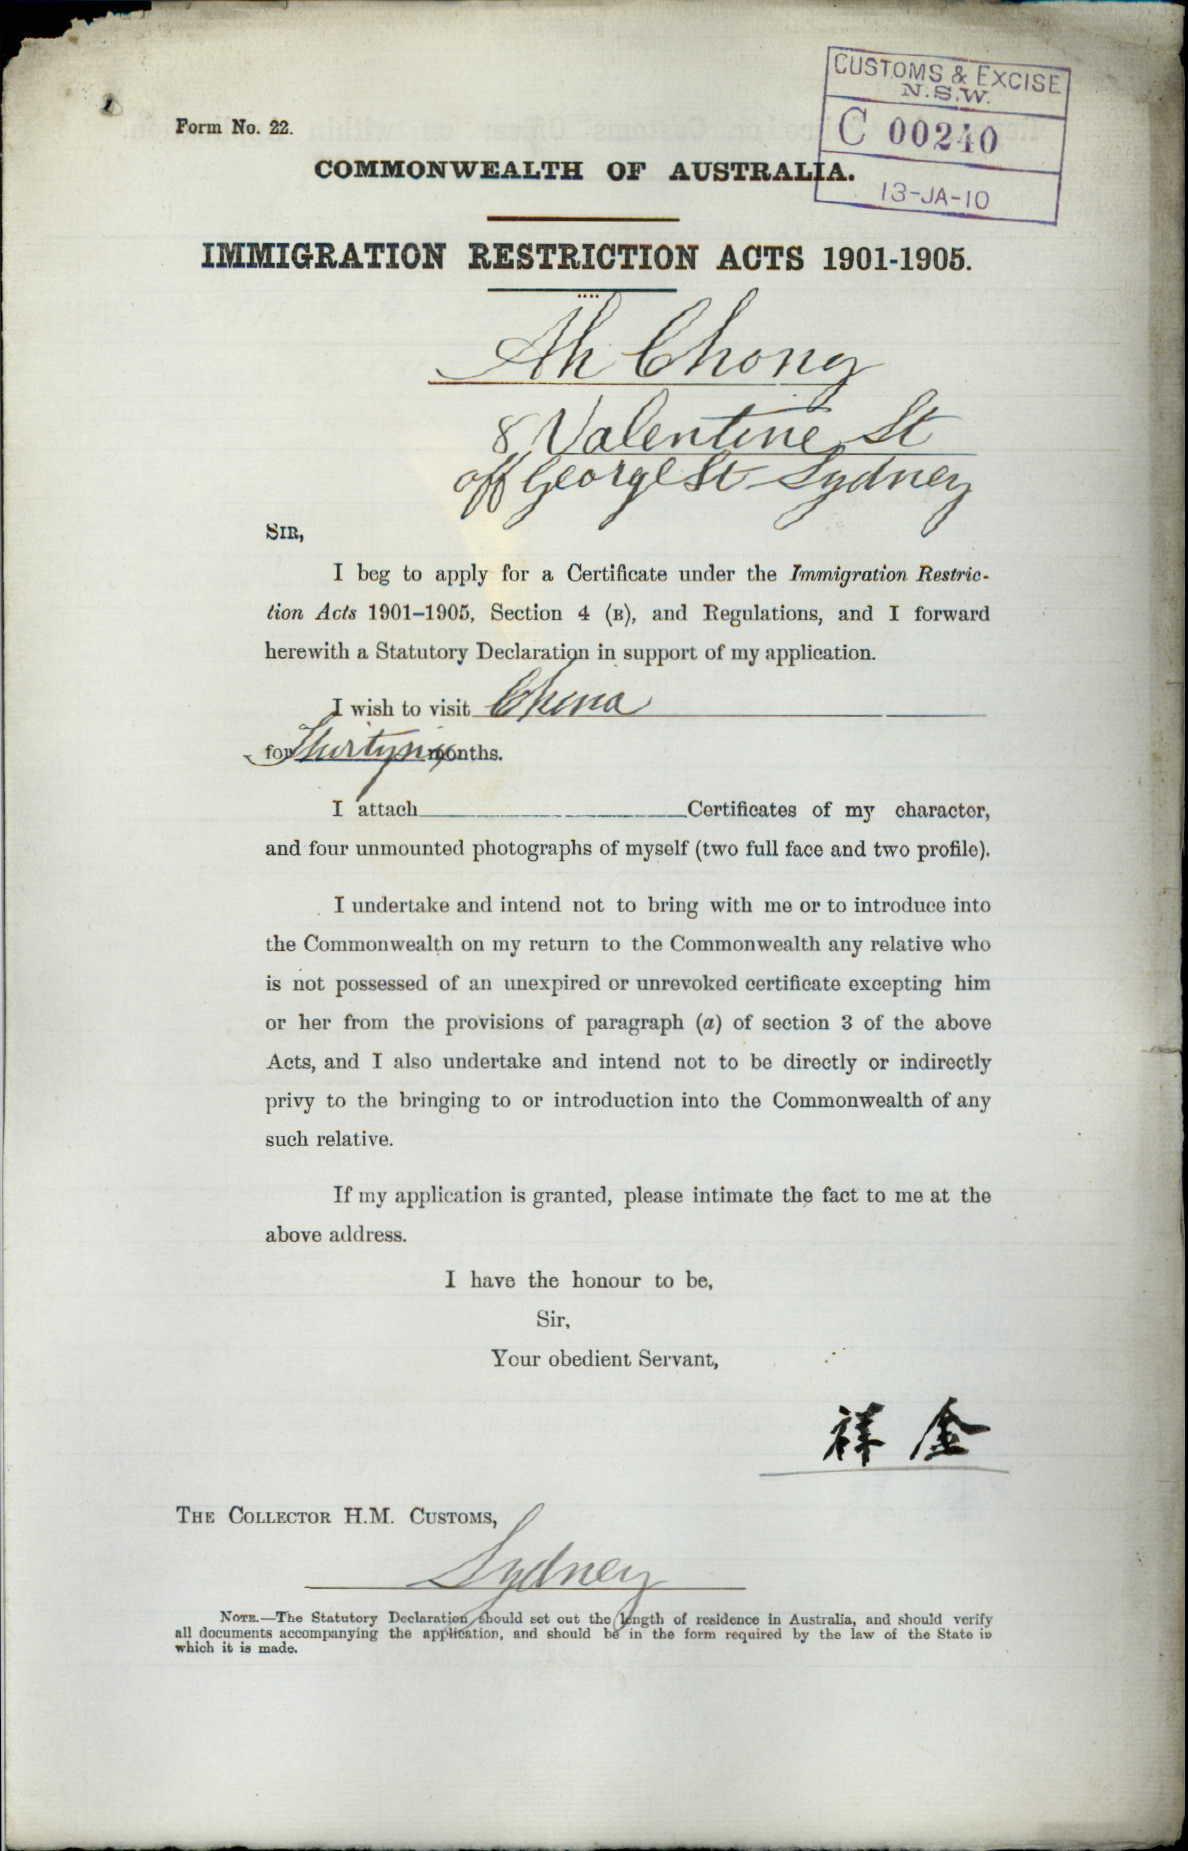 CUSTOMS & EXCISE
N.S.W.
C 00240
13-JA-10
Form No. 22.
COMMONWEALTH OF AUSTRALIA.
IMMIGRATION RESTRICTION ACTS 1901-1905.
Ah Chong
8 Valentine St
off George St Sydney
SIR,
I beg to apply for a Certificate under the Immigration Restric-
tion Acts 1901–1905, Section 4 (B), and Regulations, and I forward
herewith a Statutory Declaration in support of my application.
I wish to visit China
for Thirtysix months.
I attach Certificates of my character,
and four unmounted photographs of myself (two full face and two profile).
I undertake and intend not to bring with me or to introduce into
the Commonwealth on my return to the Commonwealth any relative who
is not possessed of an unexpired or unrevoked certificate excepting him
or her from the provisions of paragraph (a) of section 3 of the above
Acts, and I also undertake and intend not to be directly or indirectly
privy to the bringing to or introduction into the Commonwealth of any
such relative.
If my application is granted, please intimate the fact to me at the
above address.
I have the honour to be,
Sir,
Your obedient Servant,
祥 金
THE COLLECTOR H.M. CUSTOMS,
Sydney
NOTE.—The Statutory Declaration should set out the length of residence in Australia, and should verify
all documents accompanying the application, and should be in the form required by the law of the State in
which it is made.